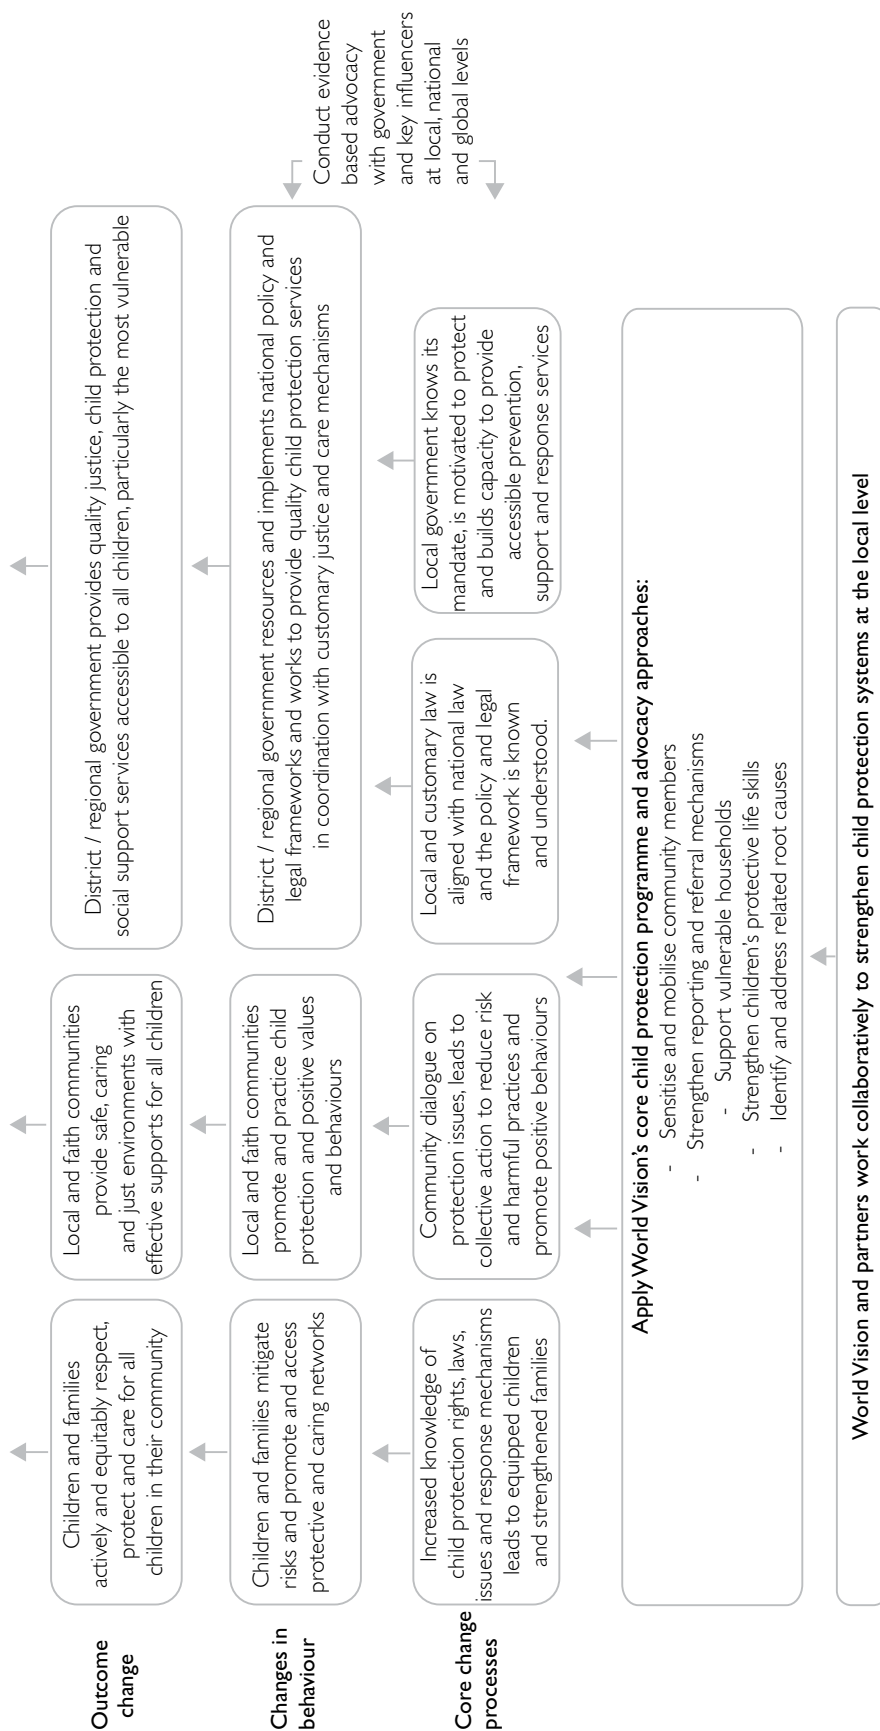 Outcome
change
Children and families
actively and equitably respect,
protect and care for all
children in their community
Local and faith communities
provide safe, caring
and just environments with
effective supports for all children
District / regional government provides quality justice, child protection and
social support services accessible to all children, particularly the most vulnerable
Changes in
behaviour
Children and families mitigate
risks and promote and access
protective and caring networks
Local and faith communities
promote and practice child
protection and positive values
and behaviours
District / regional government resources and implements national policy and
legal frameworks and works to provide quality child protection services
in coordination with customary justice and care mechanisms
Conduct evidence
based advocacy
with government
and key influencers
at local, national
and global levels
Core change
processes
Increased knowledge of
child protection rights, laws,
issues and response mechanisms
leads to equipped children
and strengthened families
Community dialogue on
protection issues, leads to
collective action to reduce risk
and harmful practices and
promote positive behaviours
Local and customary law is
aligned with national law
and the policy and legal
framework is known
and understood.
Local government knows its
mandate, is motivated to protect
and builds capacity to provide
accessible prevention,
support and response services
Apply World Vision's core child protection programme and advocacy approaches:
- Sensitise and mobilise community members
- Strengthen reporting and referral mechanisms
- Support vulnerable households
- Strengthen children's protective life skills
- Identify and address related root causes
World Vision and partners work collaboratively to strengthen child protection systems at the local level